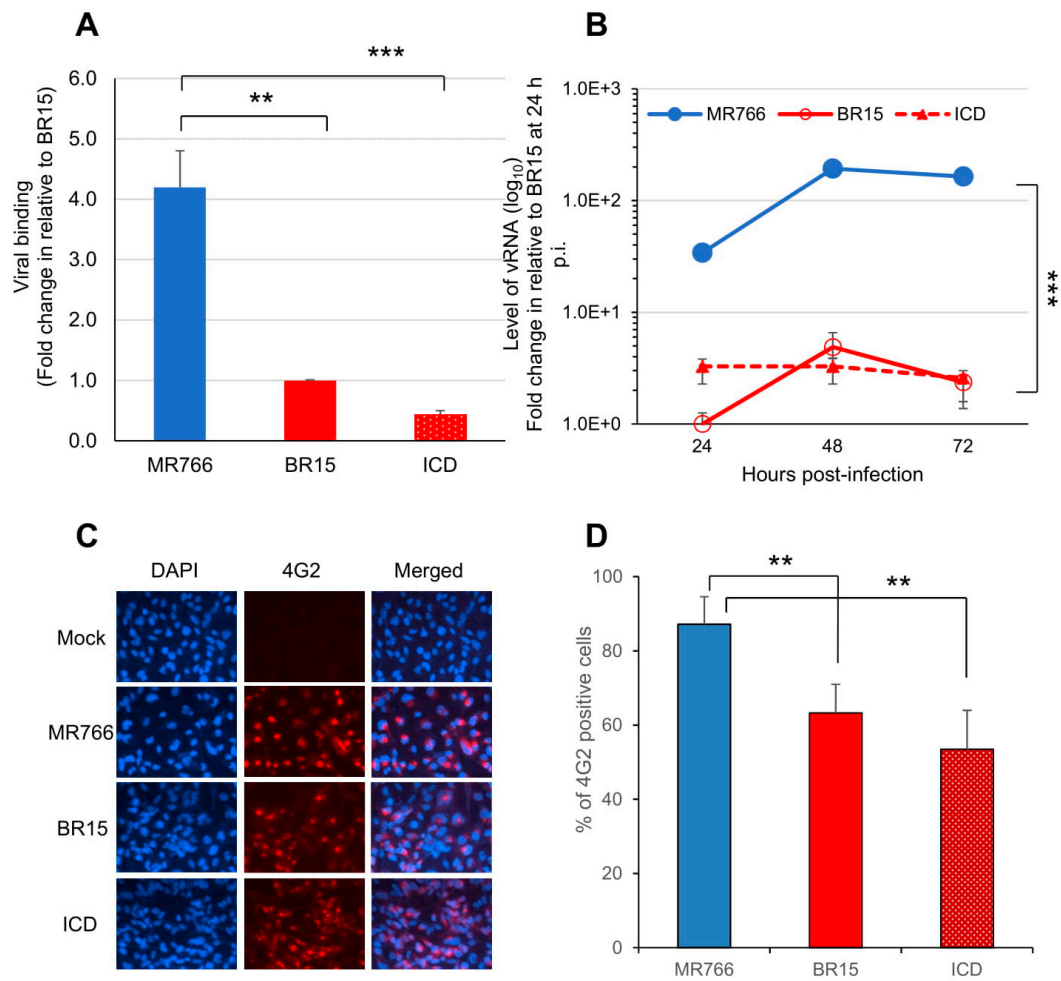 A
***
**
6.0
5.0
4.0
3.0
2.0
1.0
0.0
Viral binding
(Fold change in relative to BR15)
MR766 BR15 ICD
B
1.0E+3
1.0E+2
1.0E+1
1.0E+0
MR766 BR15 ICD
Level of vRNA (log10)
Fold change in relative to BR15 at 24 h
p.i.
***
24 48 72
Hours post-infection
C
DAPI 4G2 Merged
Mock
MR766
BR15
ICD
D
**
**
100
80
60
40
20
0
% of 4G2 positive cells
MR766 BR15 ICD